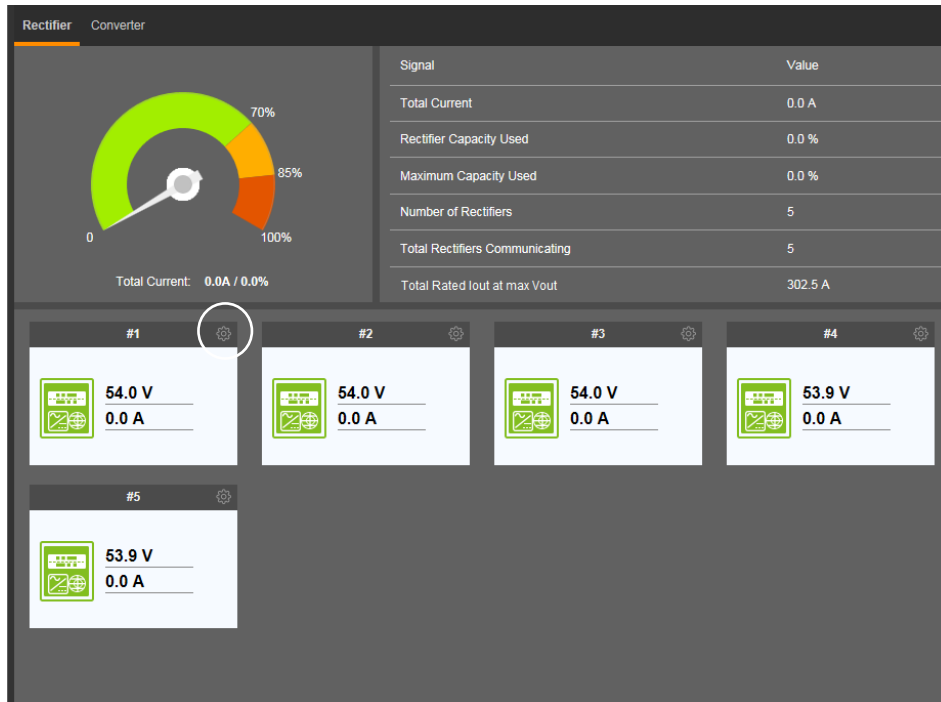 Rectifier Converter
Signal Value
70%
85%
0
100%
Total Current: 0.0A / 0.0%
Total Current 0.0 A
Rectifier Capacity Used 0.0 %
Maximum Capacity Used 0.0 %
Number of Rectifiers 5
Total Rectifiers Communicating 5
Total Rated Iout at max Vout 302.5 A
#1 #2 #3 #4
54.0 V 54.0 V 54.0 V 53.9 V
0.0 A 0.0 A 0.0 A 0.0 A
#5
53.9 V
0.0 A